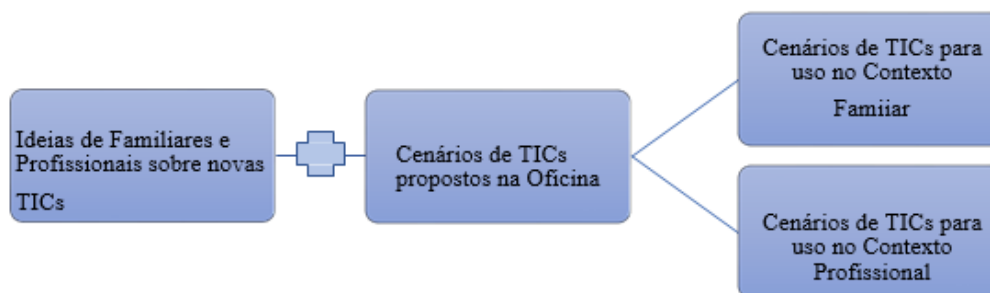 Ideias de Familiares e
Profissionais sobre novas
TICs
Cenários de TICs
propostos na Oficina
Cenários de TICs para
uso no Contexto
Famiiar
Cenários de TICs para
uso no Contexto
Profissional